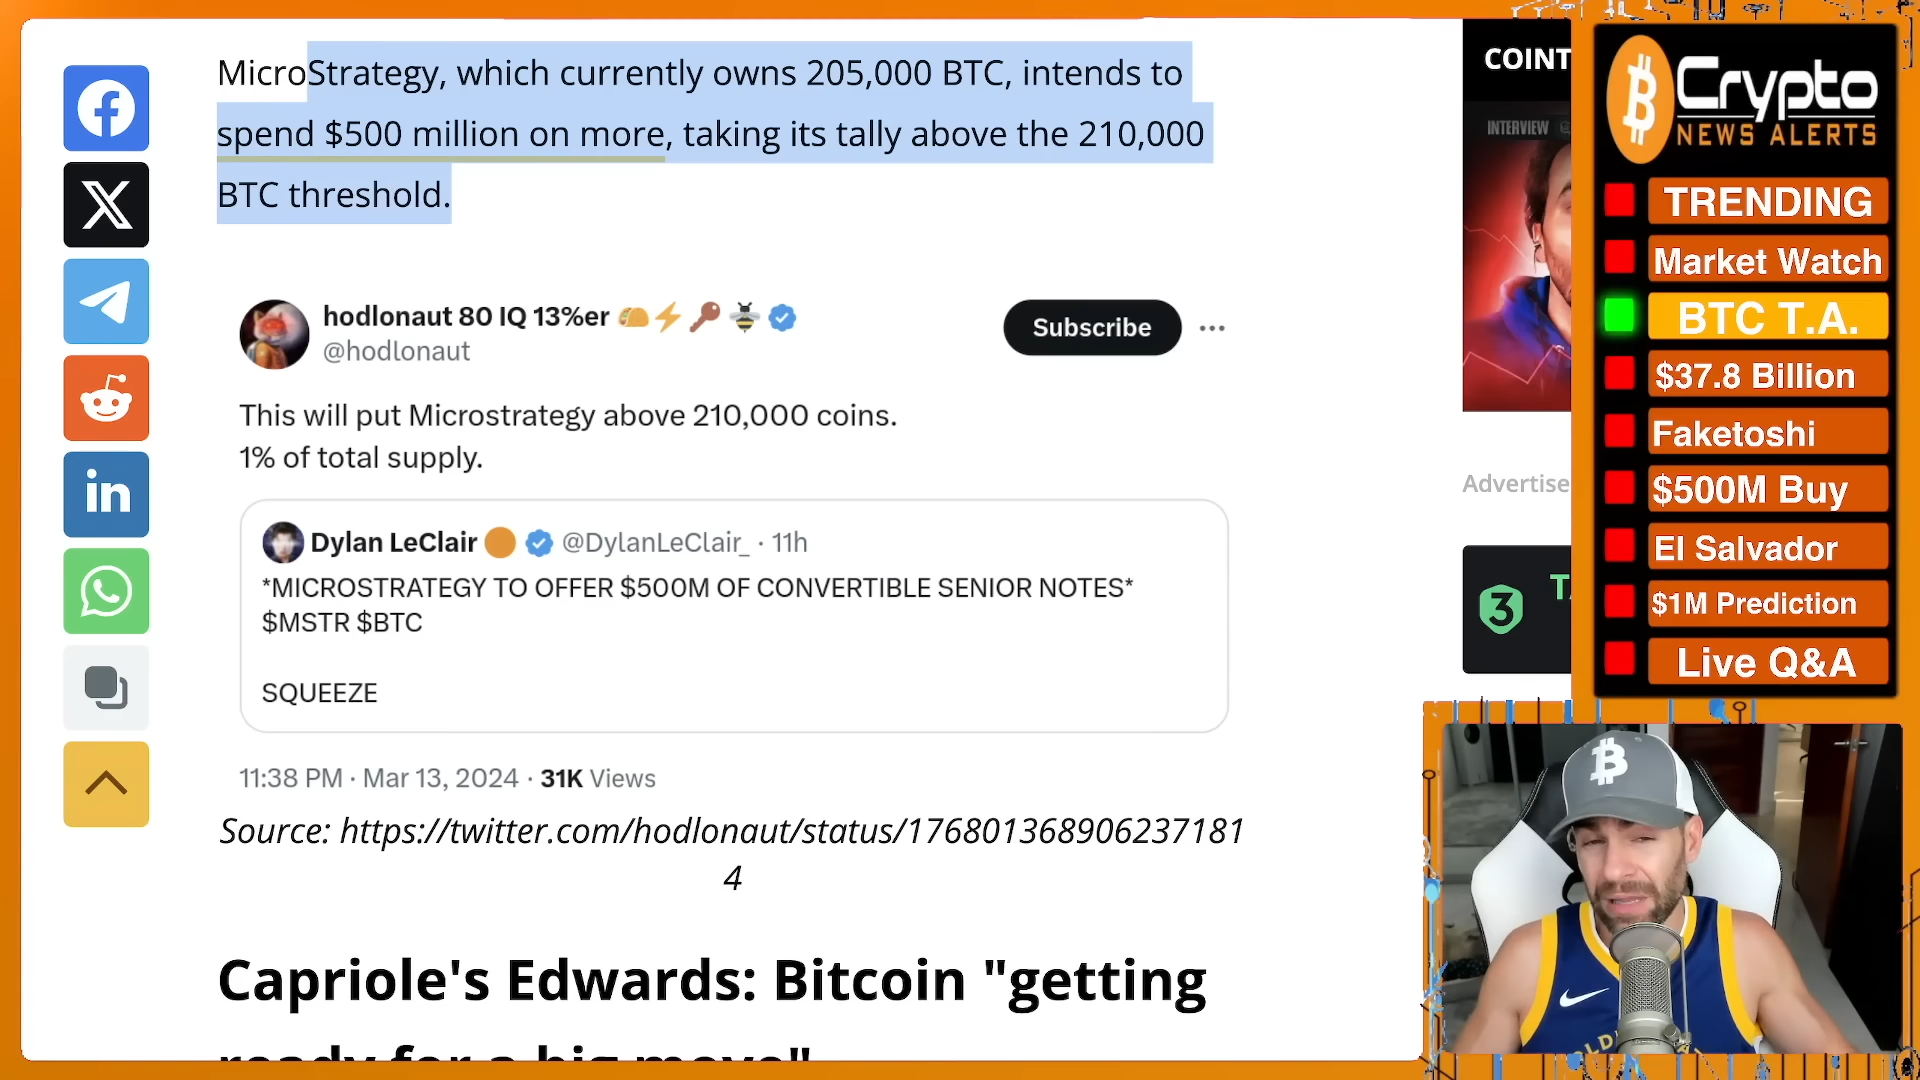 MicroStrategy, which currently owns 205,000 BTC, intends to
spend $500 million on more, taking its tally above the 210,000
BTC threshold.
hodlonaut 80 IQ 13%er
@hodlonaut
Subscribe
This will put Microstrategy above 210,000 coins.
1% of total supply.
Dylan LeClair @DylanLeClair_ · 11h
*MICROSTRATEGY TO OFFER $500M OF CONVERTIBLE SENIOR NOTES*
$MSTR $BTC
SQUEEZE
11:38 PM · Mar 13, 2024 · 31K Views
Source: https://twitter.com/hodlonaut/status/176801368906237181
4
Capriole's Edwards: Bitcoin "getting
ready for a big move"
COINT
INTERVIEW
Advertise
3
Crypto
NEWS ALERTS
TRENDING
Market Watch
BTC T.A.
$37.8 Billion
Faketoshi
$500M Buy
El Salvador
$1M Prediction
Live Q&A